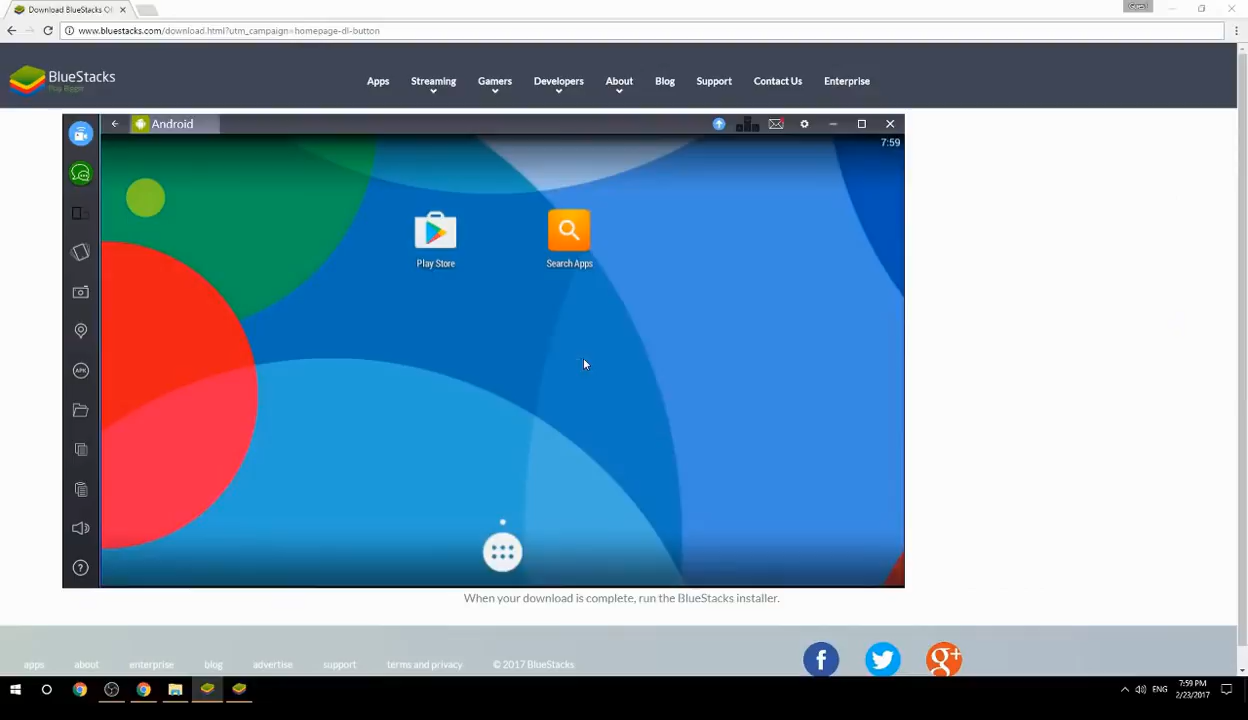 Download BlueStacks Of
www.bluestacks.com/download.html?utm_campaign=homepage-dl-button
BlueStacks
Play Bigger
Apps Streaming Gamers Developers About Blog Support Contact Us Enterprise
Android
7:59
Play Store
Search Apps
APK
When your download is complete, run the BlueStacks installer.
apps about enterprise blog advertise support terms and privacy © 2017 BlueStacks
f
g+
ENG
7:59 PM
2/23/2017